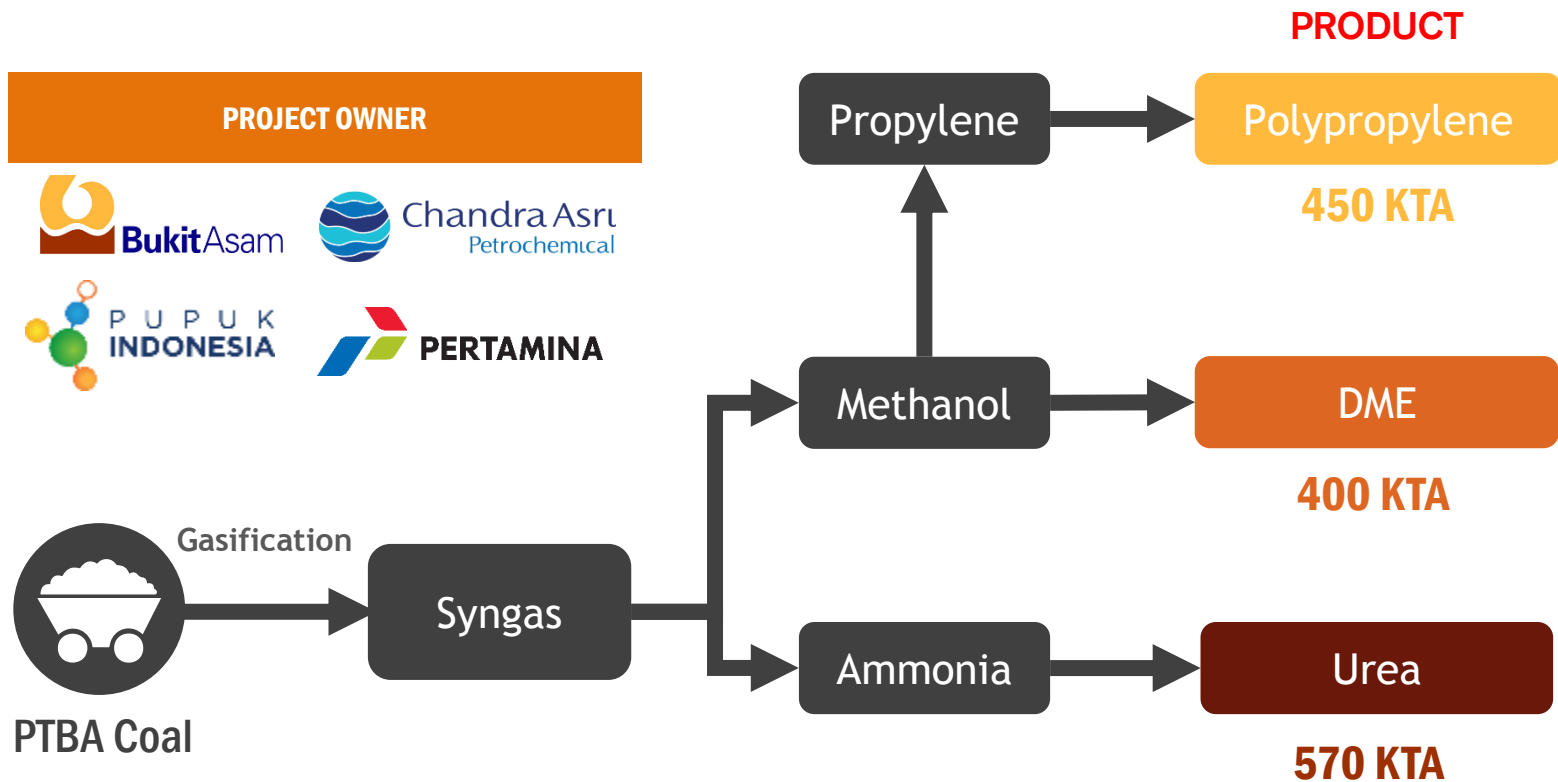 PRODUCT
PROJECT OWNER
BukitAsam
Chandra Asri
Petrochemical
PUPUK
INDONESIA
PERTAMINA
Propylene
Polypropylene
450 KTA
Methanol
DME
400 KTA
Gasification
Syngas
PTBA Coal
Ammonia
Urea
570 KTA